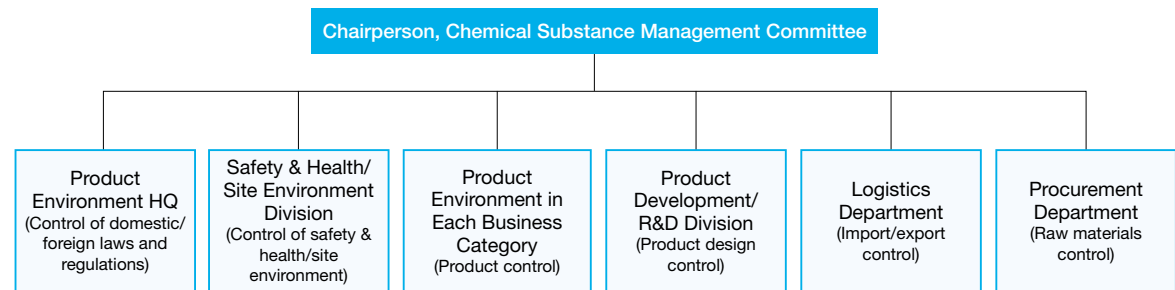 Chairperson, Chemical Substance Management Committee
Product
Environment HQ
(Control of domestic/
foreign laws and
regulations)
Safety & Health/
Site Environment
Division
(Control of safety &
health/site
environment)
Product
Environment in
Each Business
Category
(Product control)
Product
Development/
R&D Division
(Product design
control)
Logistics
Department
(Import/export
control)
Procurement
Department
(Raw materials
control)